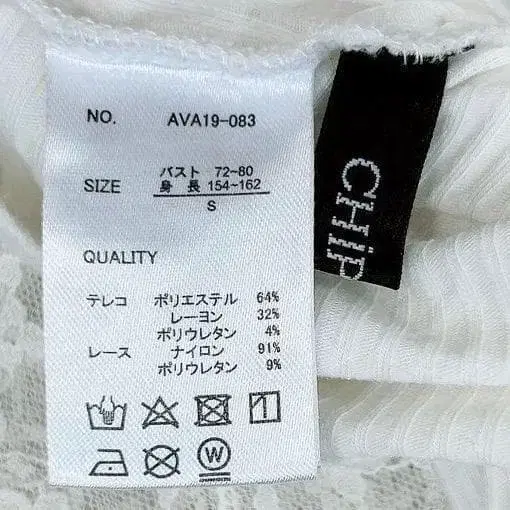 NO. AVA19-083
バスト 72~80
SIZE 身 長 154~162
S
QUALITY
テレコ ポリエステル 64%
レーヨン 32%
ポリウレタン 4%
レース ナイロン 91%
ポリウレタン 9%
W
CHiP